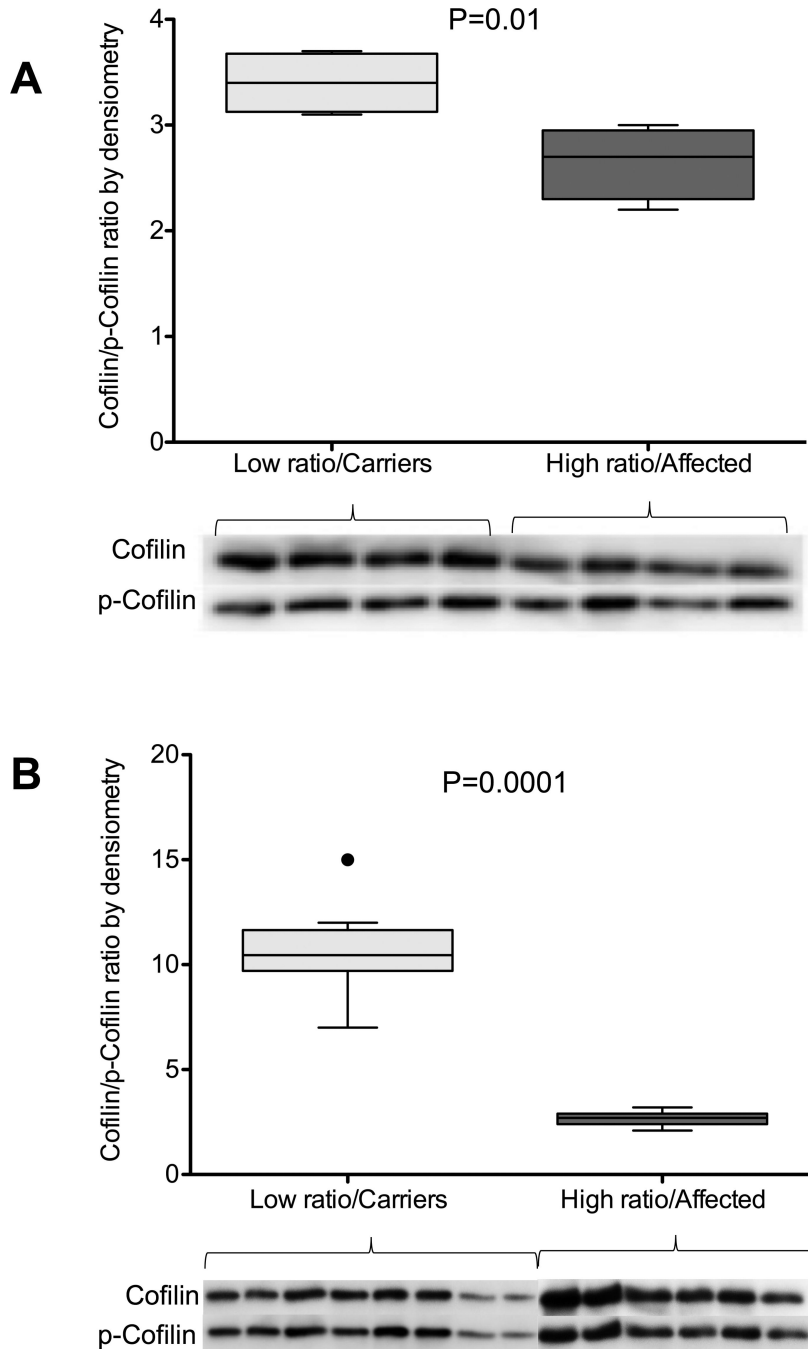 A
P=0.01
Cofilin/p-Cofilin ratio by densiometry
4
3
2
1
0
Low ratio/Carriers
High ratio/Affected
Cofilin
p-Cofilin
B
P=0.0001
Cofilin/p-Cofilin ratio by densiometry
20
15
10
5
0
Low ratio/Carriers
High ratio/Affected
Cofilin
p-Cofilin